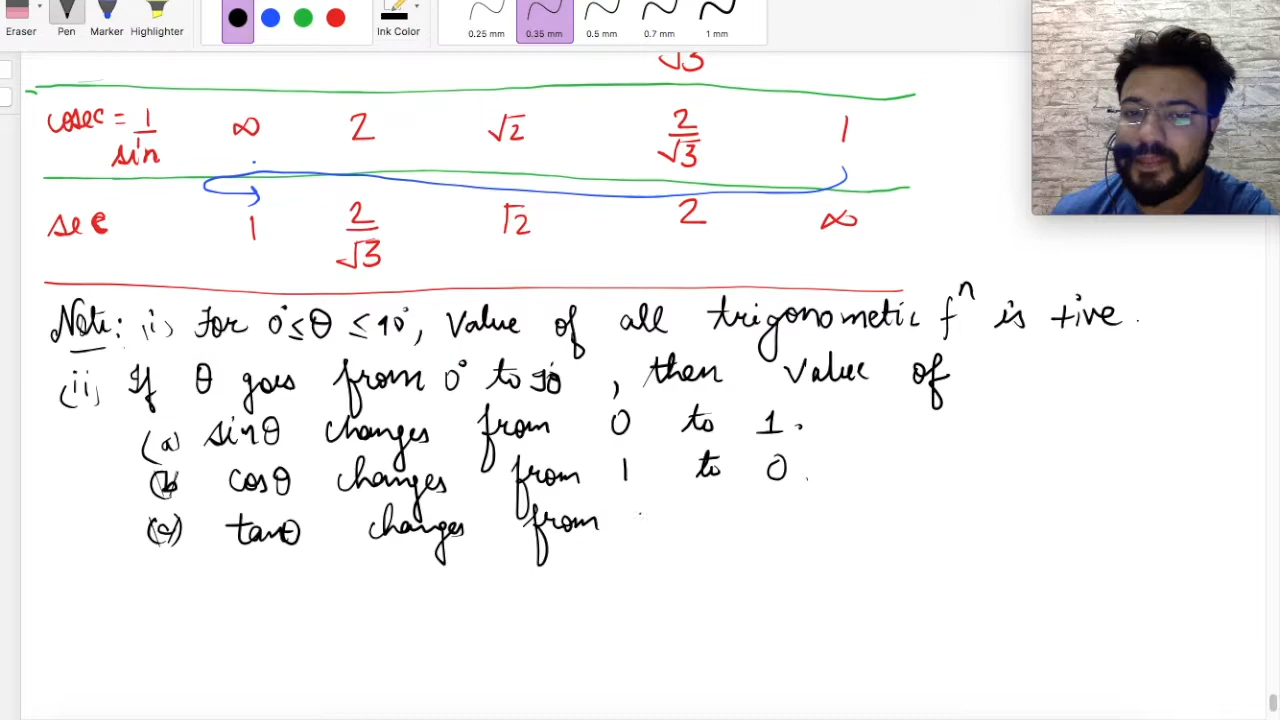 Eraser Pen Marker Highlighter Ink Color 0.25 mm 0.35 mm 0.5 mm 0.7 mm 1 mm
√3
cosec = 1/sin ∞ 2 √2 2/√3 1
sec 1 2/√3 √2 2 ∞
Note: (i) For 0° ≤ θ ≤ 90°, value of all trigonometric fⁿ is +ive.
(ii) If θ goes from 0° to 90°, then value of
(a) sinθ changes from 0 to 1.
(b) cosθ changes from 1 to 0.
(c) tanθ changes from